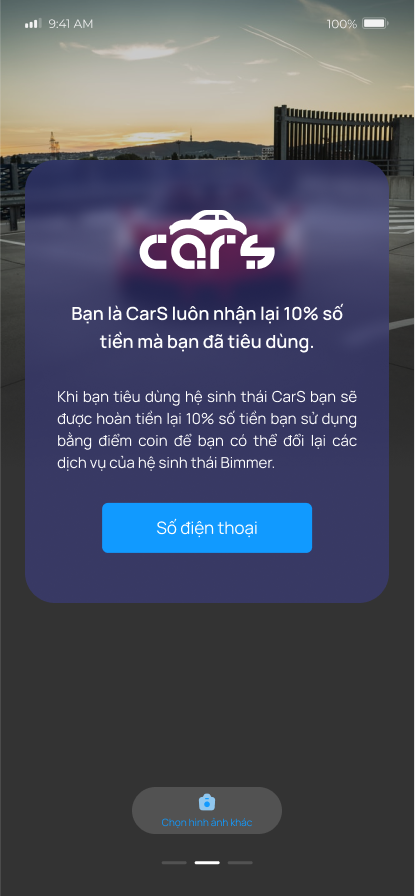 9:41 AM 100%
cars
Bạn là CarS luôn nhận lại 10% số
tiền mà bạn đã tiêu dùng.
Khi bạn tiêu dùng hệ sinh thái CarS bạn sẽ
được hoàn tiền lại 10% số tiền bạn sử dụng
bằng điểm coin để bạn có thể đổi lại các
dịch vụ của hệ sinh thái Bimmer.
Số điện thoại
Chọn hình ảnh khác